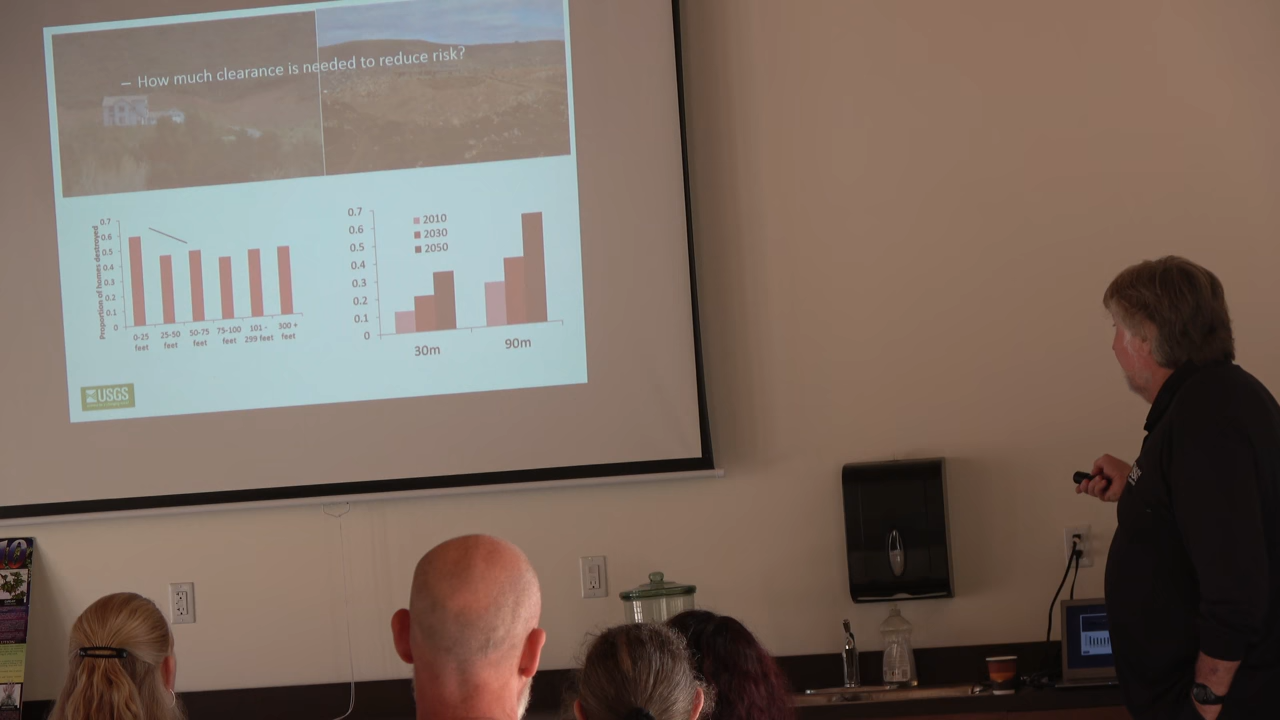 – How much clearance is needed to reduce risk?
Proportion of homes destroyed
0.7
0.6
0.5
0.4
0.3
0.2
0.1
0
0-25 feet
25-50 feet
50-75 feet
75-100 feet
101 - 299 feet
300 + feet
0.7
0.6
0.5
0.4
0.3
0.2
0.1
0
2010
2030
2050
30m
90m
USGS